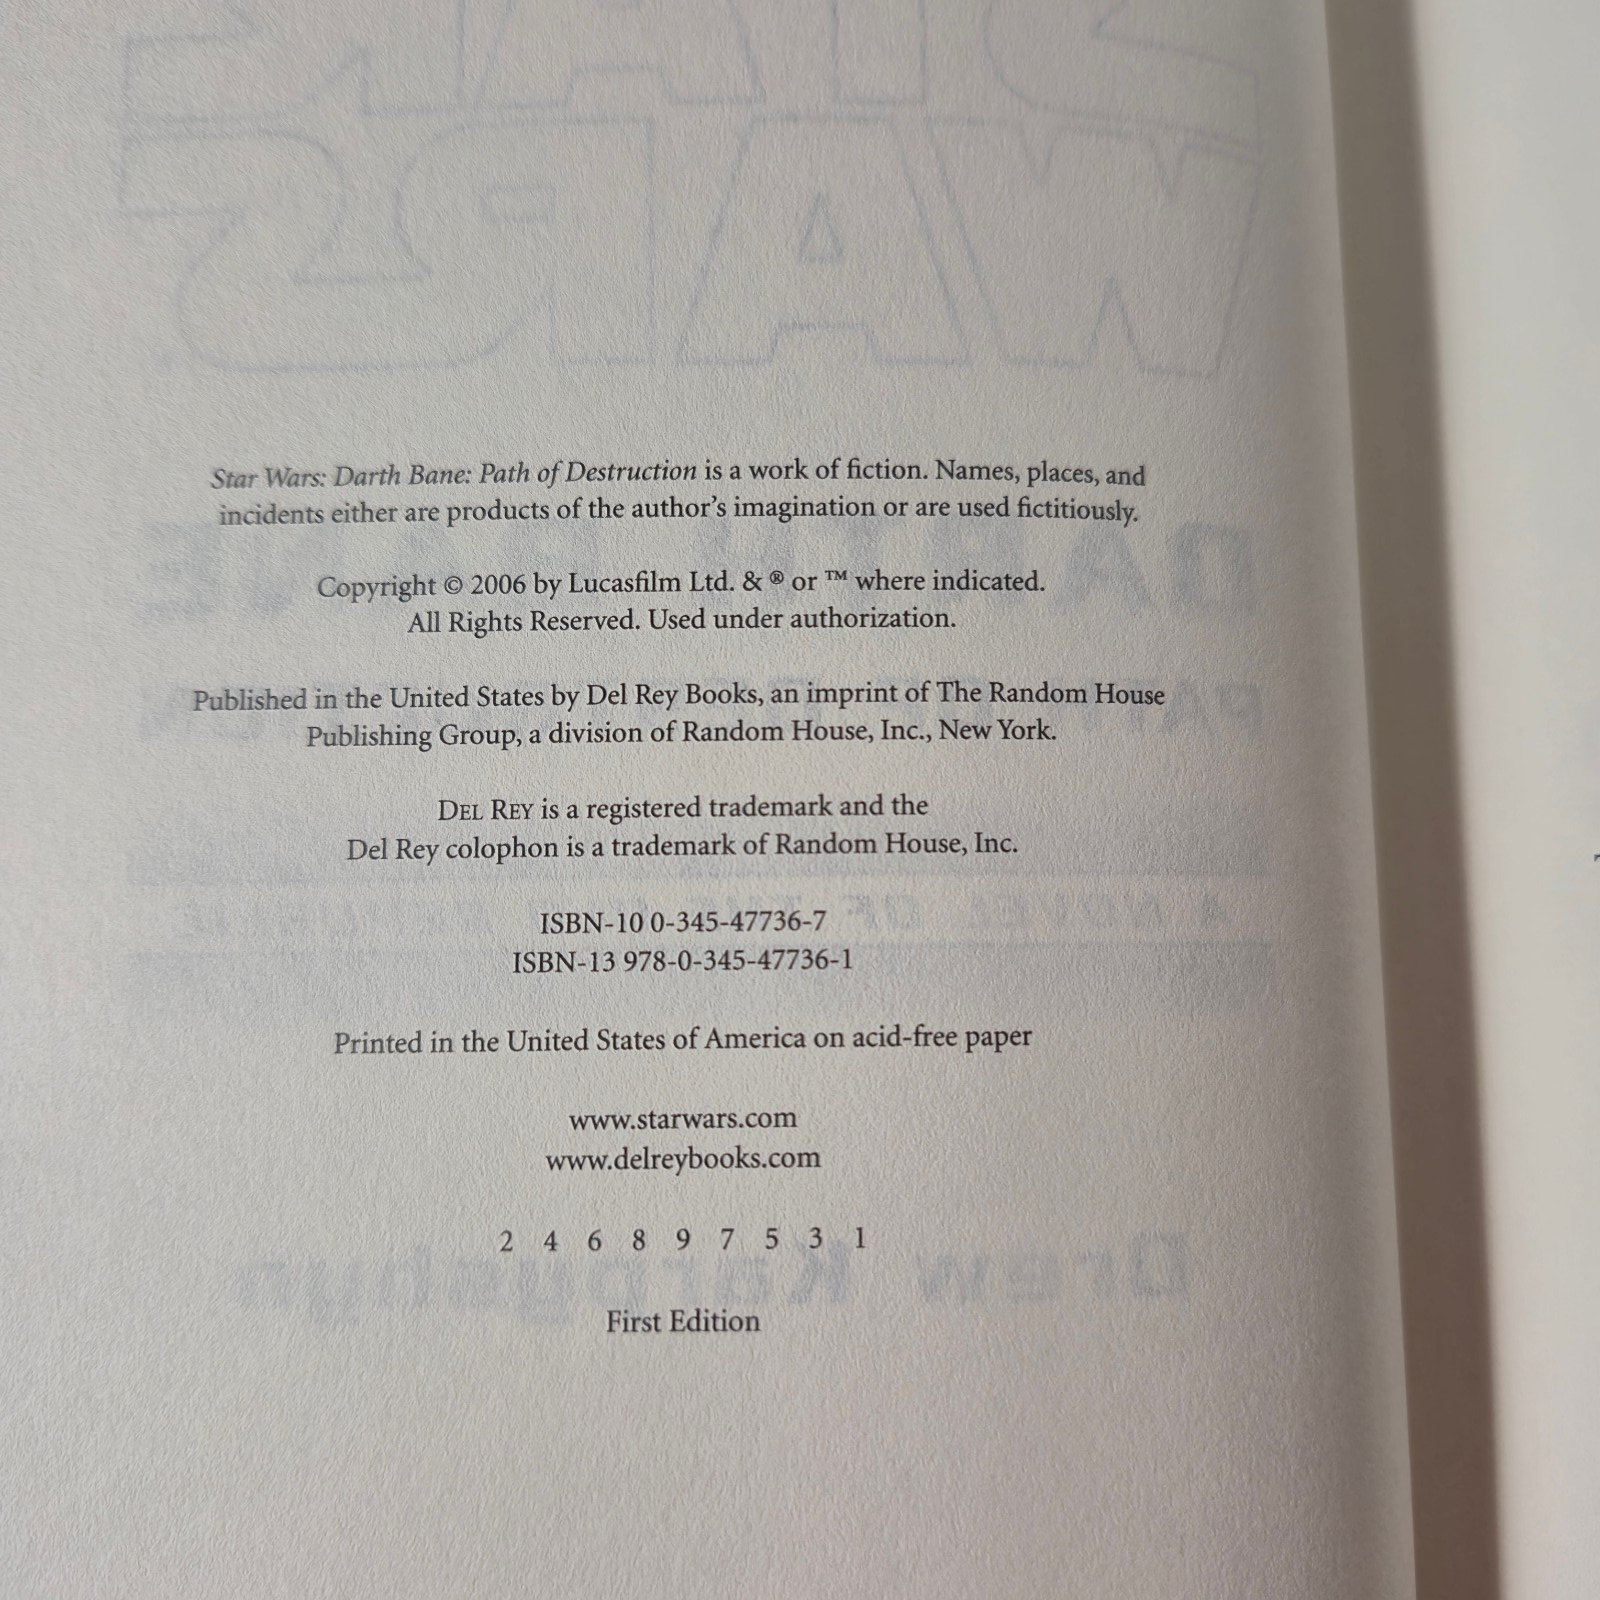 Star Wars: Darth Bane: Path of Destruction is a work of fiction. Names, places, and
incidents either are products of the author's imagination or are used fictitiously.
Copyright © 2006 by Lucasfilm Ltd. & ® or ™ where indicated.
All Rights Reserved. Used under authorization.
Published in the United States by Del Rey Books, an imprint of The Random House
Publishing Group, a division of Random House, Inc., New York.
DEL REY is a registered trademark and the
Del Rey colophon is a trademark of Random House, Inc.
ISBN-10 0-345-47736-7
ISBN-13 978-0-345-47736-1
Printed in the United States of America on acid-free paper
www.starwars.com
www.delreybooks.com
2 4 6 8 9 7 5 3 1
First Edition